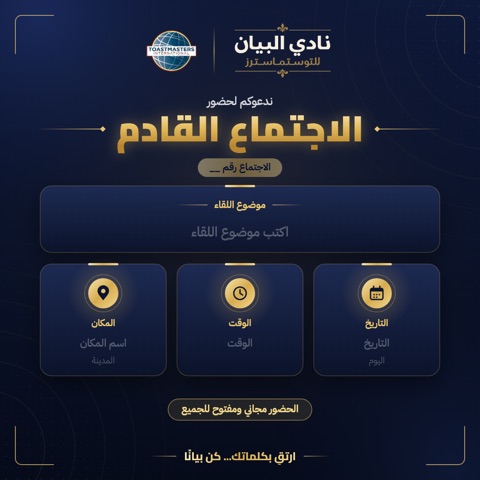 نادي البيان
للتوستماسترز
TOASTMASTERS
INTERNATIONAL
ندعوكم لحضور
الاجتماع القادم
الاجتماع رقم __
موضوع اللقاء
اكتب موضوع اللقاء
التاريخ
التاريخ
اليوم
الوقت
الوقت
المكان
اسم المكان
المدينة
الحضور مجاني ومفتوح للجميع
ارتقِ بكلماتك... كن بيانًا